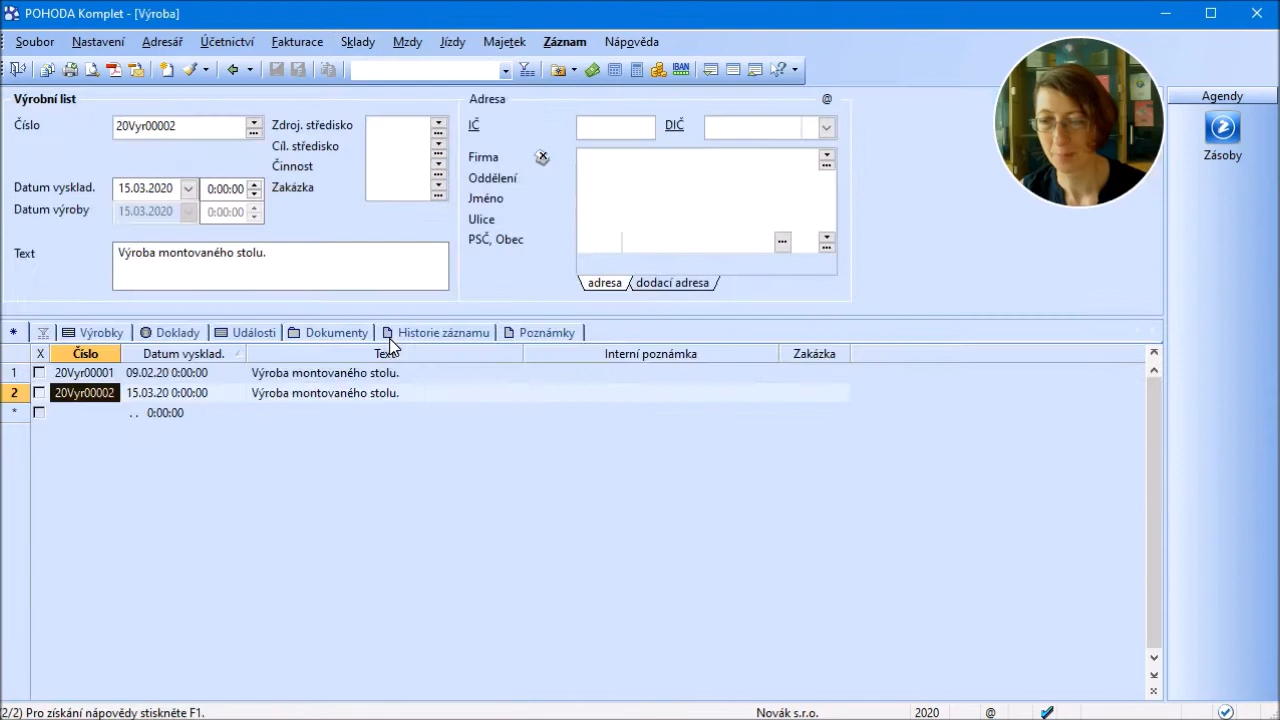 POHODA Komplet - [Výroba]
Soubor Nastavení Adresář Účetnictví Fakturace Sklady Mzdy Jízdy Majetek Záznam Nápověda
IBAN
Výrobní list
Číslo 20Vyr00002
Datum vysklad. 15.03.2020 0:00:00
Datum výroby 15.03.2020 0:00:00
Text Výroba montovaného stolu.
Zdroj. středisko
Cíl. středisko
Činnost
Zakázka
Adresa @
IČ DIČ
Firma
Oddělení
Jméno
Ulice
PSČ, Obec
adresa dodací adresa
Agendy
Zásoby
* Výrobky Doklady Události Dokumenty Historie záznamu Poznámky
X Číslo Datum vysklad. Text Interní poznámka Zakázka
1 20Vyr00001 09.02.20 0:00:00 Výroba montovaného stolu.
2 20Vyr00002 15.03.20 0:00:00 Výroba montovaného stolu.
* . . 0:00:00
(2/2) Pro získání nápovědy stiskněte F1. Novák s.r.o. 2020 @